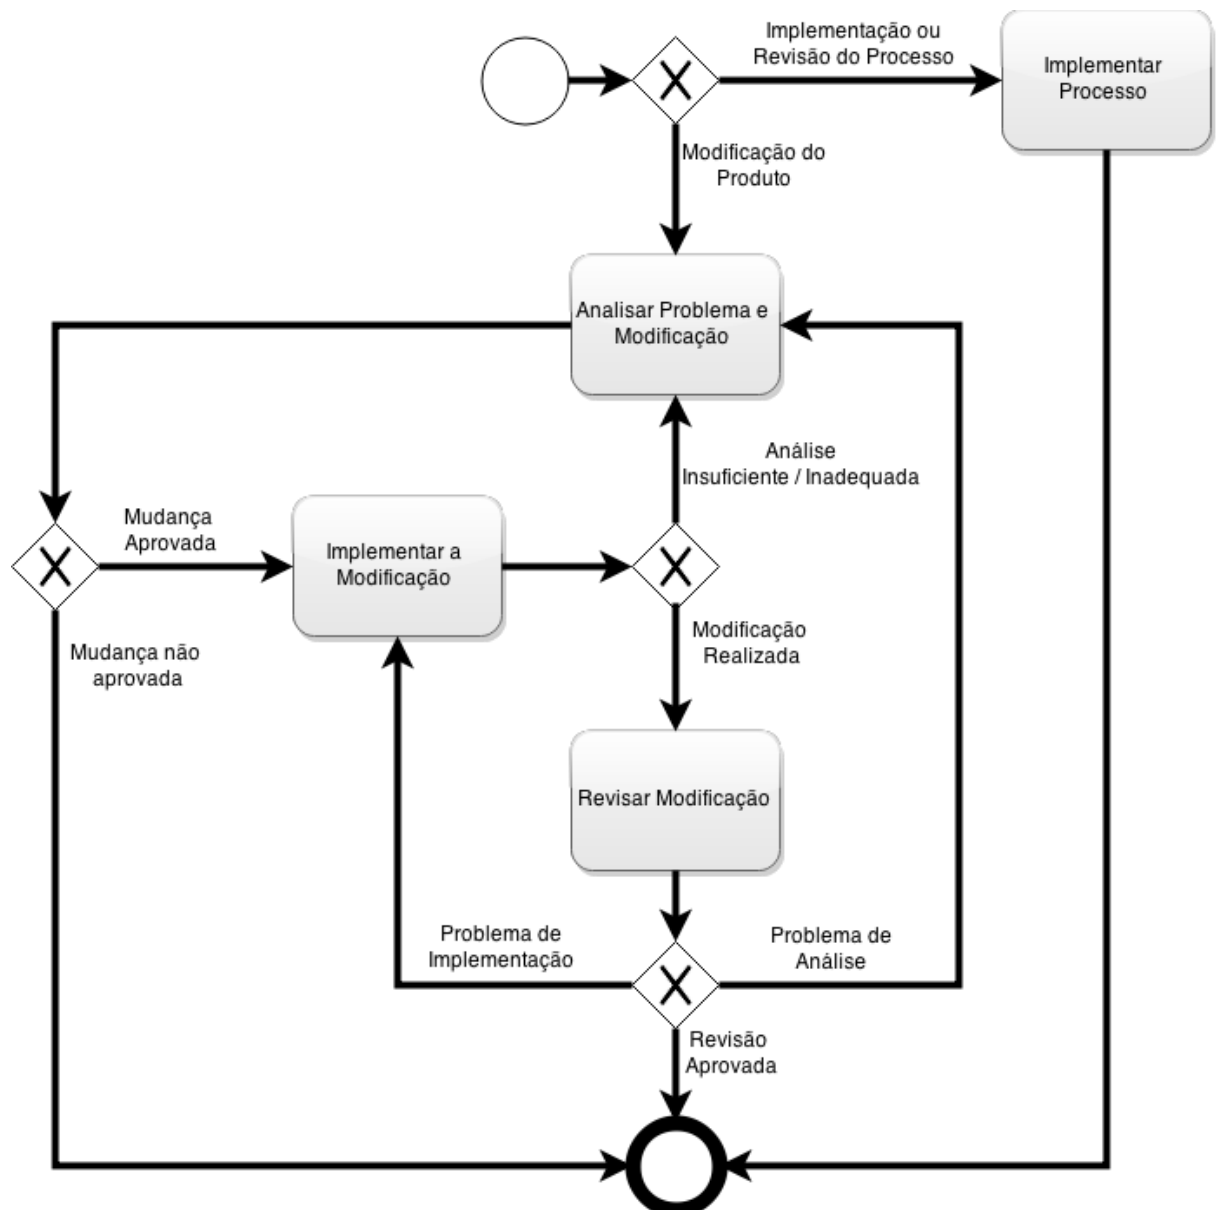 Implementação ou
Revisão do Processo
Implementar
Processo
Modificação do
Produto
Analisar Problema e
Modificação
Análise
Insuficiente / Inadequada
Mudança
Aprovada
Implementar a
Modificação
Mudança não
aprovada
Modificação
Realizada
Revisar Modificação
Problema de
Implementação
Problema de
Análise
Revisão
Aprovada